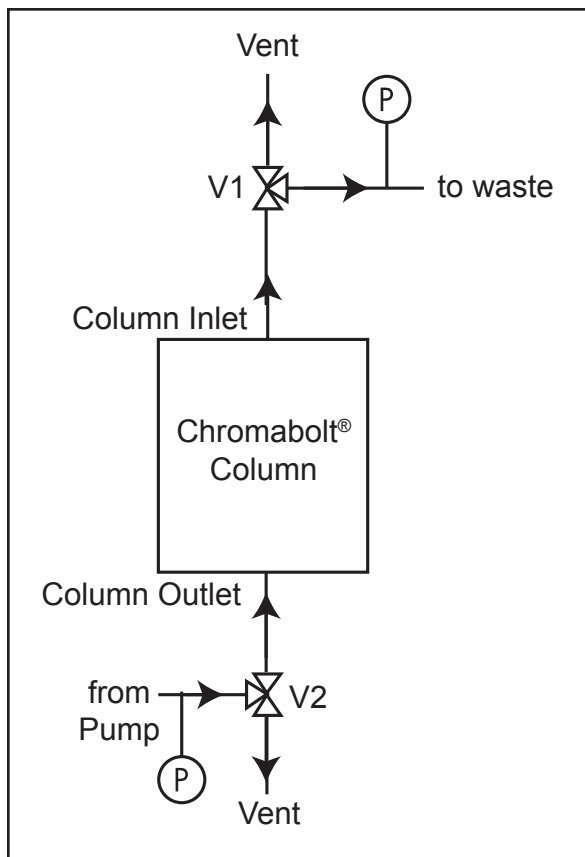 Vent
P
V1
to waste
Column Inlet
Chromabolt®
Column
Column Outlet
from
Pump
V2
P
Vent